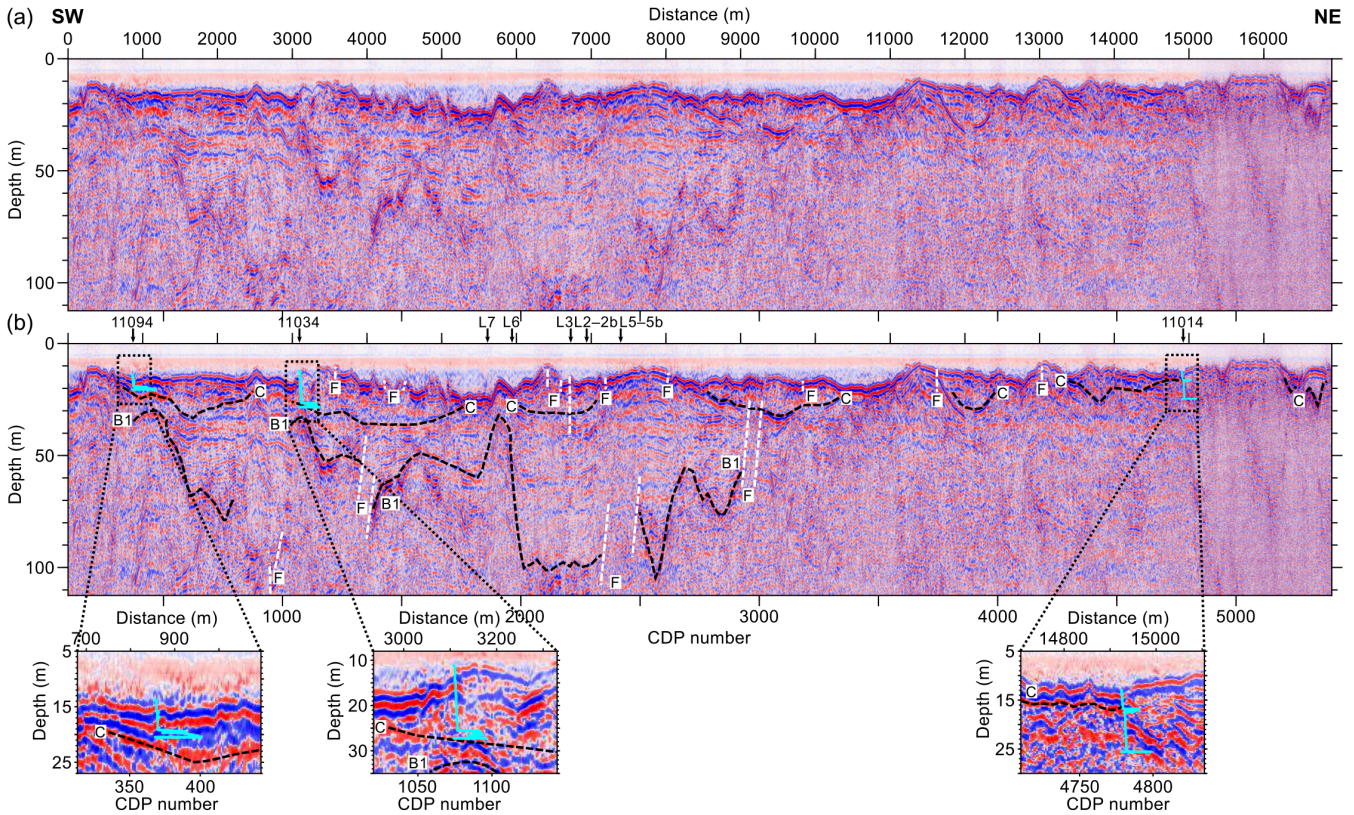 (a) SW Distance (m) NE
0 1000 2000 3000 4000 5000 6000 7000 8000 9000 10000 11000 12000 13000 14000 15000 16000
0
50
100
Depth (m)
(b) 11094 11034 L7 L6 L3 L2–2b L5–5b 11014
0
50
100
Depth (m)
C F F C C F F F F C F C F C C
B1 B1 B1 F F F B1 F
1000 2000 3000 4000 5000
CDP number
Distance (m)
700 900
5
15
25
Depth (m)
C
350 400
CDP number
Distance (m)
3000 3200
10
20
30
Depth (m)
C
B1
1050 1100
CDP number
Distance (m)
14800 15000
5
15
25
Depth (m)
C
4750 4800
CDP number